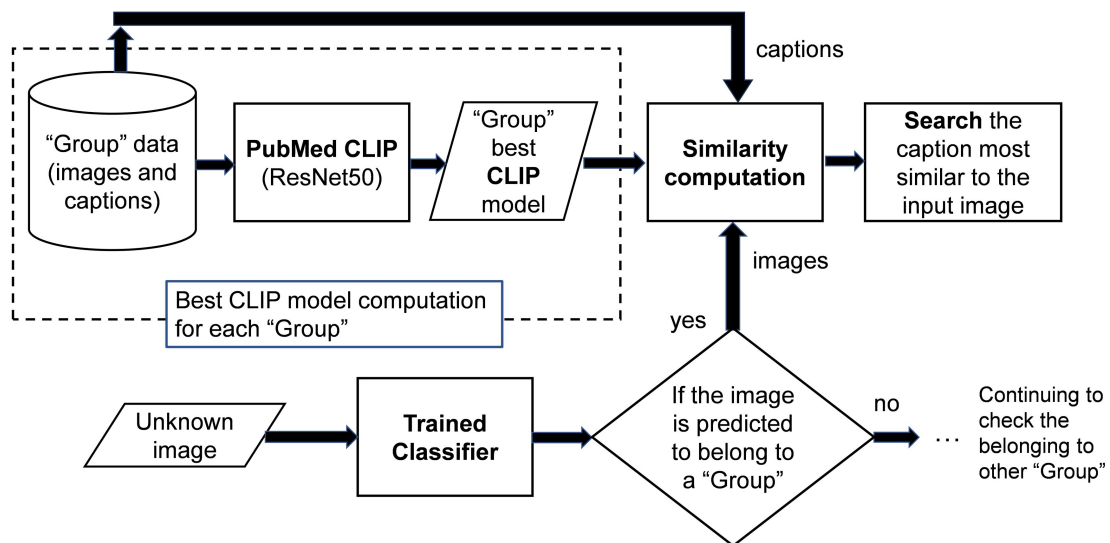 captions
“Group” data
(images and
captions)
PubMed CLIP
(ResNet50)
“Group”
best
CLIP
model
Similarity
computation
Search the
caption most
similar to the
input image
images
Best CLIP model computation
for each “Group”
yes
Unknown
image
Trained
Classifier
If the image
is predicted
to belong to
a “Group”
no
...
Continuing to
check the
belonging to
other “Group”